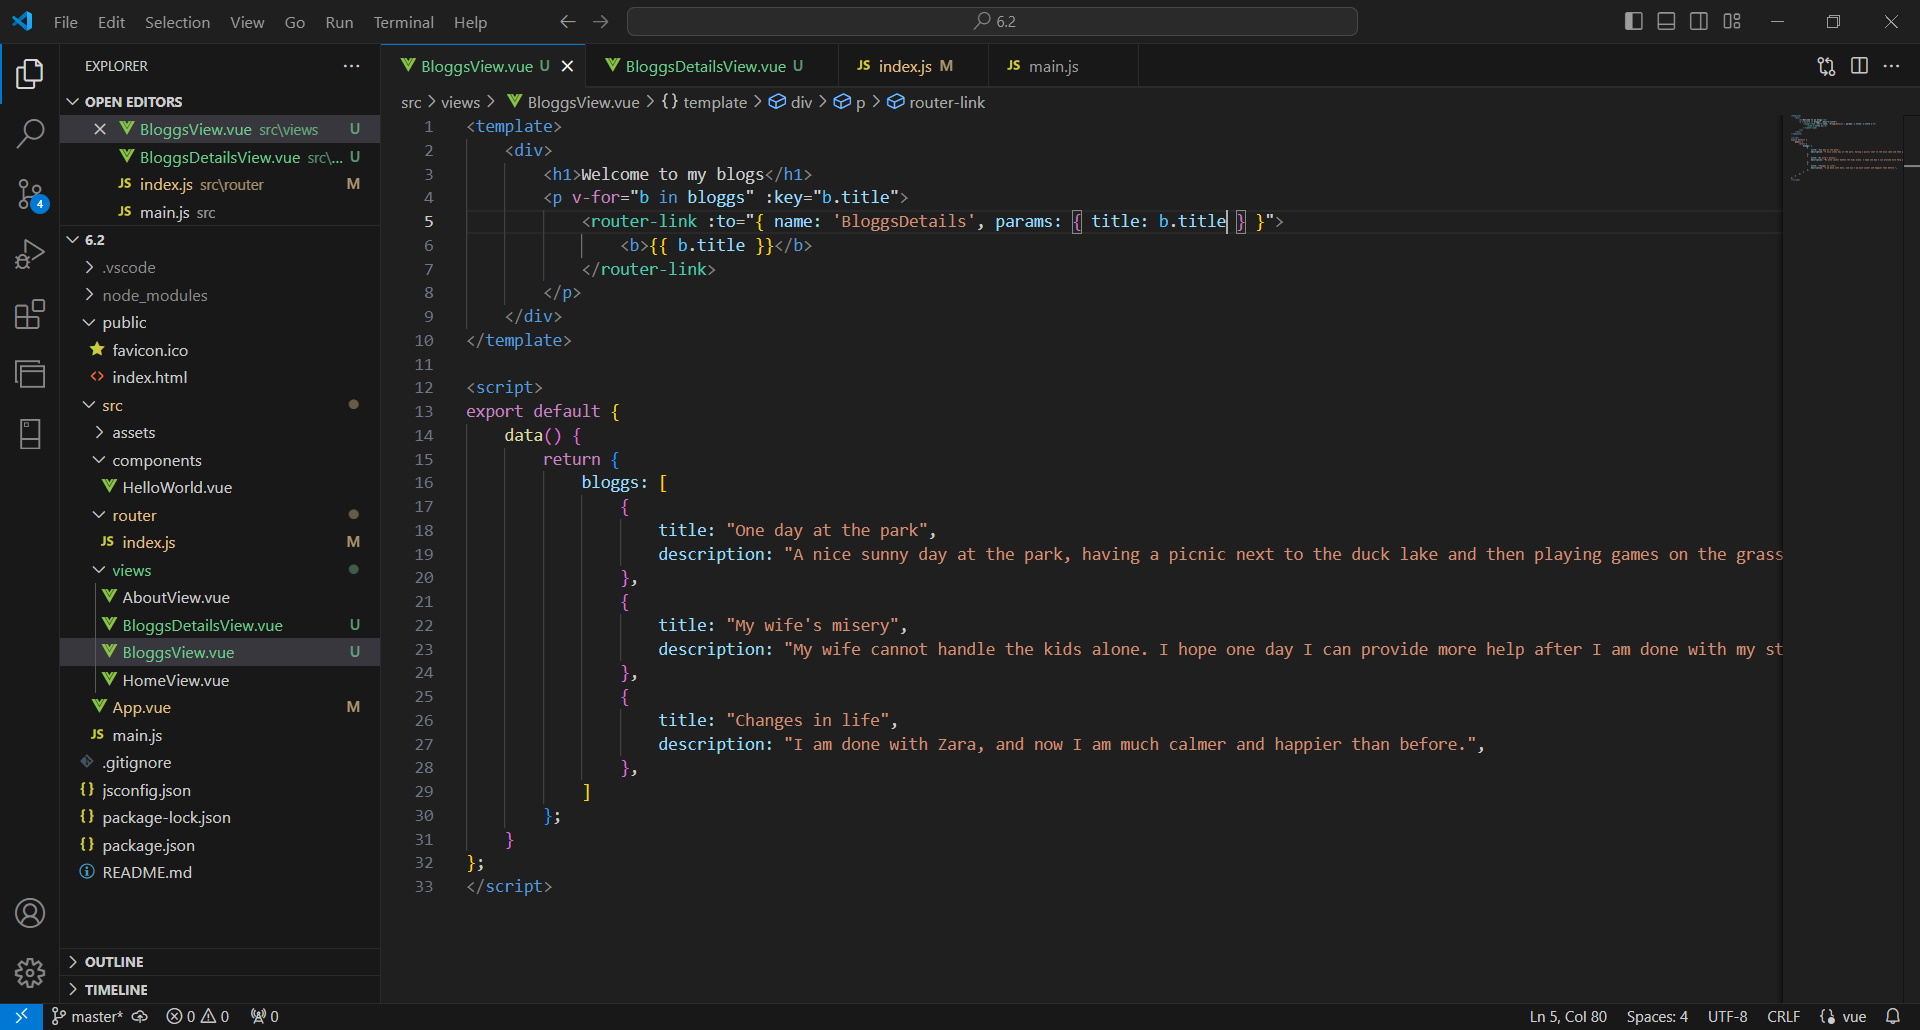 File Edit Selection View Go Run Terminal Help
6.2
EXPLORER
OPEN EDITORS
BloggsView.vue src\views U
BloggsDetailsView.vue src\... U
JS index.js src\router M
JS main.js src
6.2
.vscode
node_modules
public
favicon.ico
index.html
src
assets
components
HelloWorld.vue
router
JS index.js M
views
AboutView.vue
BloggsDetailsView.vue U
BloggsView.vue U
HomeView.vue
App.vue M
JS main.js
.gitignore
{} jsconfig.json
{} package-lock.json
{} package.json
README.md
OUTLINE
TIMELINE
4
BloggsView.vue U BloggsDetailsView.vue U JS index.js M JS main.js
src > views > BloggsView.vue > {} template > div > p > router-link
1 <template>
2 <div>
3 <h1>Welcome to my blogs</h1>
4 <p v-for="b in bloggs" :key="b.title">
5 <router-link :to="{ name: 'BloggsDetails', params: { title: b.title } }">
6 <b>{{ b.title }}</b>
7 </router-link>
8 </p>
9 </div>
10 </template>
11
12 <script>
13 export default {
14 data() {
15 return {
16 bloggs: [
17 {
18 title: "One day at the park",
19 description: "A nice sunny day at the park, having a picnic next to the duck lake and then playing games on the grass
20 },
21 {
22 title: "My wife's misery",
23 description: "My wife cannot handle the kids alone. I hope one day I can provide more help after I am done with my st
24 },
25 {
26 title: "Changes in life",
27 description: "I am done with Zara, and now I am much calmer and happier than before.",
28 },
29 ]
30 };
31 }
32 };
33 </script>
master* 0 0 0 Ln 5, Col 80 Spaces: 4 UTF-8 CRLF vue